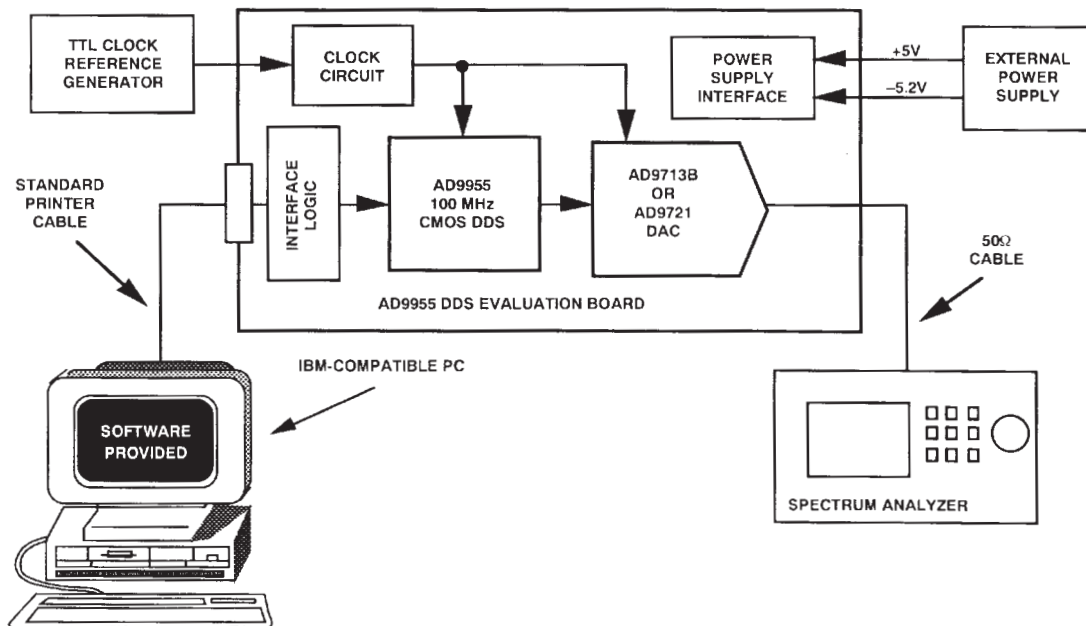 TTL CLOCK
REFERENCE
GENERATOR
CLOCK
CIRCUIT
POWER
SUPPLY
INTERFACE
+5V
–5.2V
EXTERNAL
POWER
SUPPLY
STANDARD
PRINTER
CABLE
INTERFACE
LOGIC
AD9955
100 MHz
CMOS DDS
AD9713B
OR
AD9721
DAC
50Ω
CABLE
AD9955 DDS EVALUATION BOARD
IBM-COMPATIBLE PC
SOFTWARE
PROVIDED
SPECTRUM ANALYZER